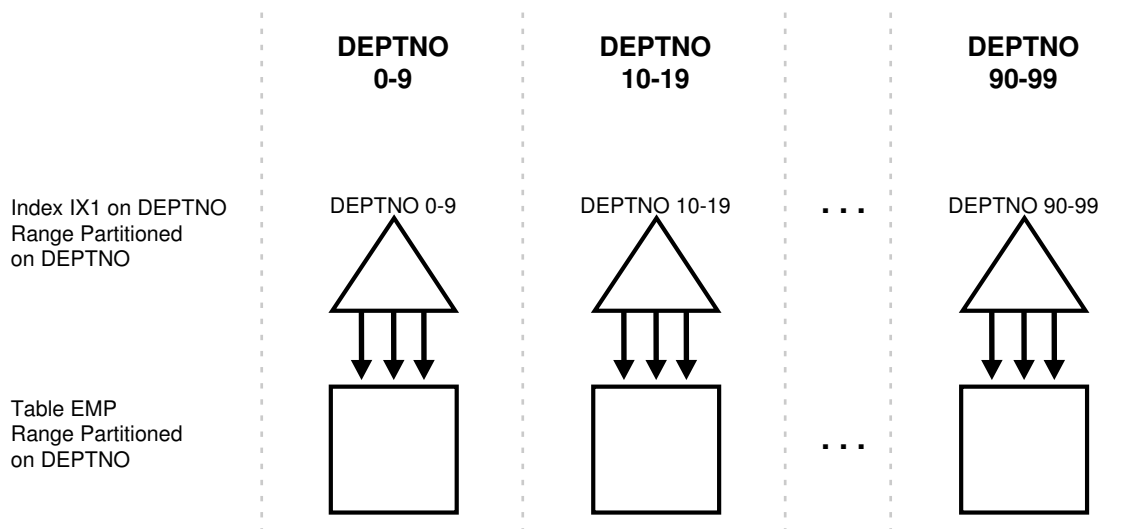 DEPTNO
0-9
DEPTNO
10-19
DEPTNO
90-99
Index IX1 on DEPTNO
Range Partitioned
on DEPTNO
DEPTNO 0-9
DEPTNO 10-19
. . .
DEPTNO 90-99
Table EMP
Range Partitioned
on DEPTNO
. . .